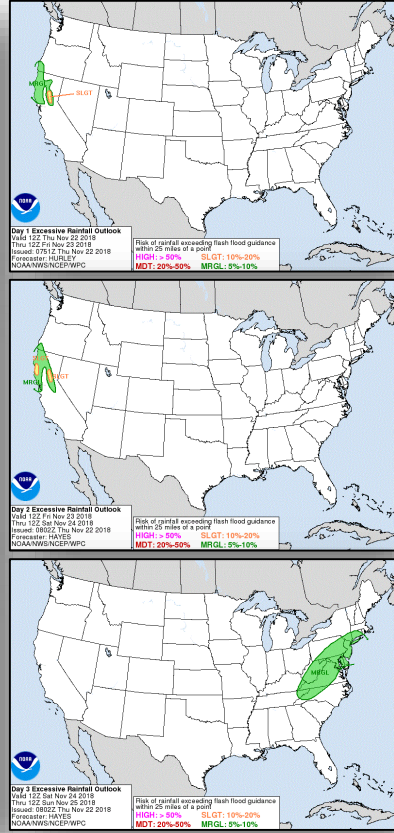 MRGL
SLGT
NOAA
Day 1 Excessive Rainfall Outlook
Valid 12Z Thu Nov 22 2018
Thru 12Z Fri Nov 23 2018
Issued: 0751Z Thu Nov 22 2018
Forecaster: HURLEY
NOAA/NWS/NCEP/WPC
Risk of rainfall exceeding flash flood guidance
within 25 miles of a point
HIGH: > 50% SLGT: 10%-20%
MDT: 20%-50% MRGL: 5%-10%
SLGT
SLGT
MRGL
NOAA
Day 2 Excessive Rainfall Outlook
Valid 12Z Fri Nov 23 2018
Thru 12Z Sat Nov 24 2018
Issued: 0802Z Thu Nov 22 2018
Forecaster: HAYES
NOAA/NWS/NCEP/WPC
Risk of rainfall exceeding flash flood guidance
within 25 miles of a point
HIGH: > 50% SLGT: 10%-20%
MDT: 20%-50% MRGL: 5%-10%
MRGL
NOAA
Day 3 Excessive Rainfall Outlook
Valid 12Z Sat Nov 24 2018
Thru 12Z Sun Nov 25 2018
Issued: 0802Z Thu Nov 22 2018
Forecaster: HAYES
NOAA/NWS/NCEP/WPC
Risk of rainfall exceeding flash flood guidance
within 25 miles of a point
HIGH: > 50% SLGT: 10%-20%
MDT: 20%-50% MRGL: 5%-10%